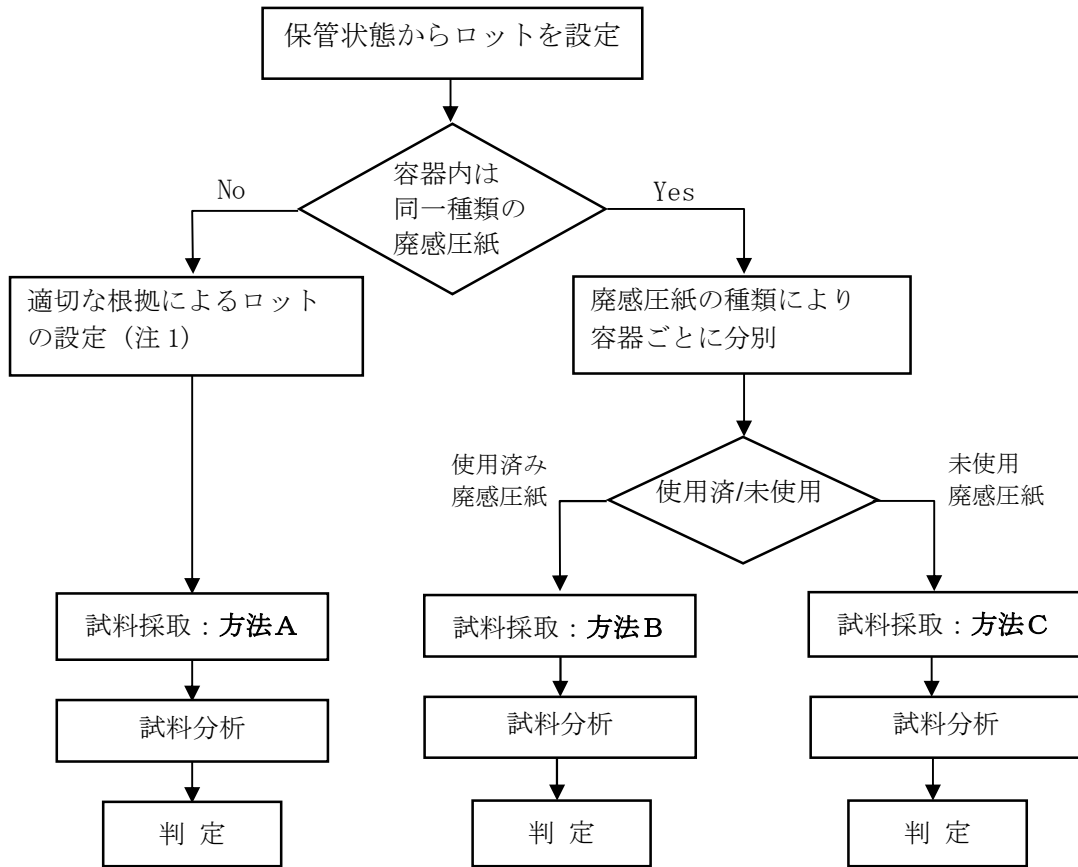 保管状態からロットを設定
容器内は
同一種類の
廃感圧紙
No
Yes
適切な根拠によるロット
の設定（注1）
廃感圧紙の種類により
容器ごとに分別
使用済み
廃感圧紙
使用済/未使用
未使用
廃感圧紙
試料採取：方法A
試料採取：方法B
試料採取：方法C
試料分析
試料分析
試料分析
判 定
判 定
判 定